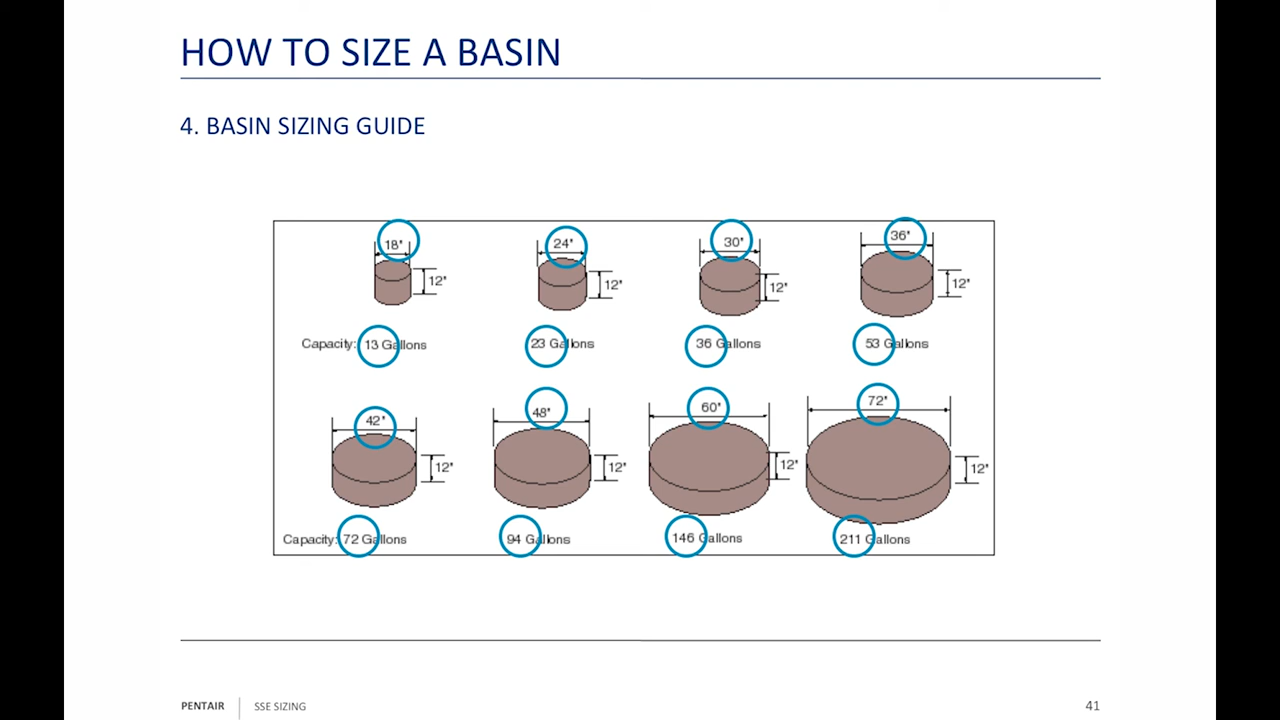 HOW TO SIZE A BASIN
4. BASIN SIZING GUIDE
18" 24" 30" 36"
12" 12" 12" 12"
Capacity: 13 Gallons 23 Gallons 36 Gallons 53 Gallons
42" 48" 60" 72"
12" 12" 12" 12"
Capacity: 72 Gallons 94 Gallons 146 Gallons 211 Gallons
PENTAIR SSE SIZING 41